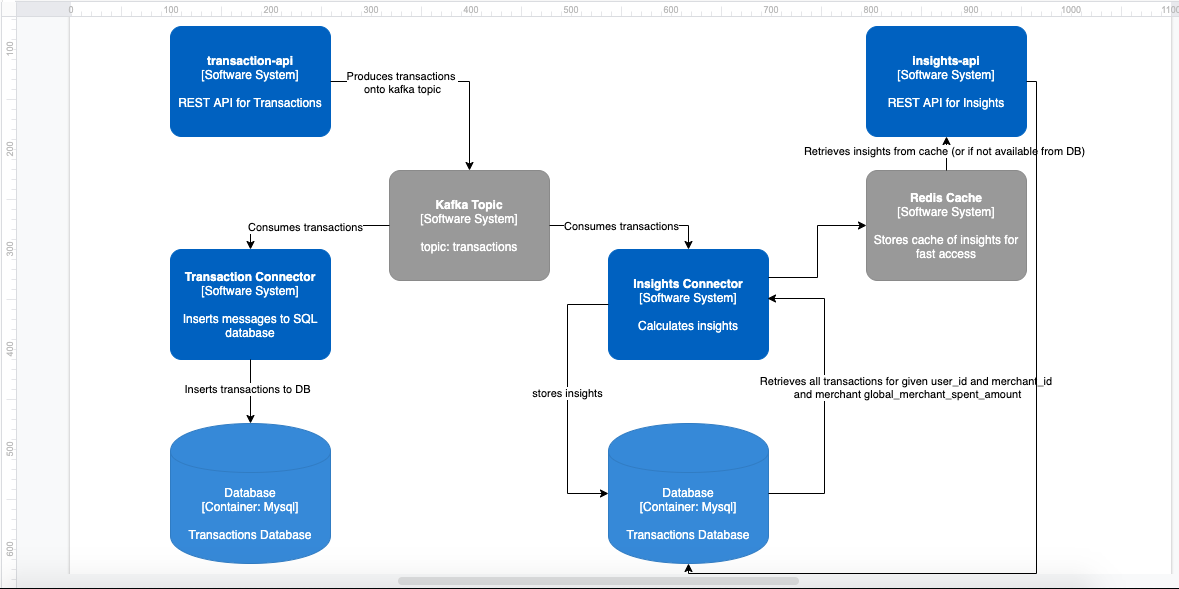 0 100 200 300 400 500 600 700 800 900 1000 1100
100
200
300
400
500
600
transaction-api
[Software System]
REST API for Transactions
Produces transactions
onto kafka topic
insights-api
[Software System]
REST API for Insights
Retrieves insights from cache (or if not available from DB)
Kafka Topic
[Software System]
topic: transactions
Redis Cache
[Software System]
Stores cache of insights for
fast access
Consumes transactions
Consumes transactions
Transaction Connector
[Software System]
Inserts messages to SQL
database
Insights Connector
[Software System]
Calculates insights
Inserts transactions to DB
stores insights
Retrieves all transactions for given user_id and merchant_id
and merchant global_merchant_spent_amount
Database
[Container: Mysql]
Transactions Database
Database
[Container: Mysql]
Transactions Database